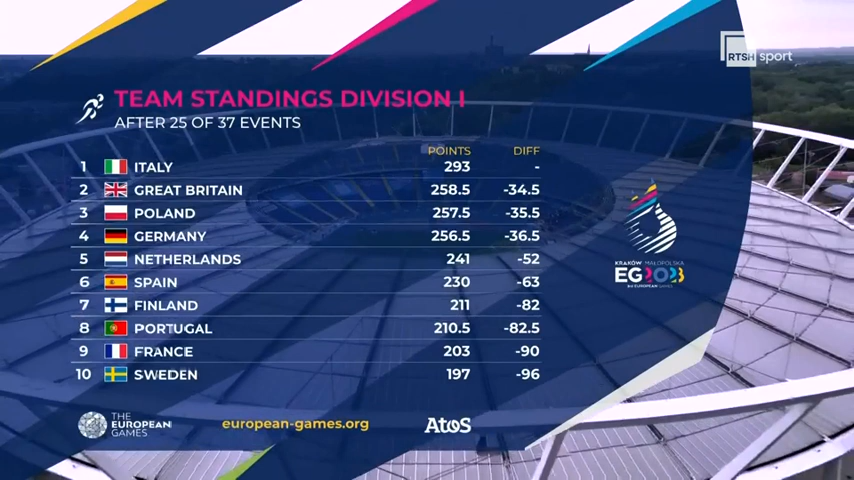 RTSH sport
TEAM STANDINGS DIVISION I
AFTER 25 OF 37 EVENTS
POINTS DIFF
1 ITALY 293 -
2 GREAT BRITAIN 258.5 -34.5
3 POLAND 257.5 -35.5
4 GERMANY 256.5 -36.5
5 NETHERLANDS 241 -52
6 SPAIN 230 -63
7 FINLAND 211 -82
8 PORTUGAL 210.5 -82.5
9 FRANCE 203 -90
10 SWEDEN 197 -96
KRAKÓW MAŁOPOLSKA
EG2023
3rd EUROPEAN GAMES
THE
EUROPEAN
GAMES
european-games.org
Atos